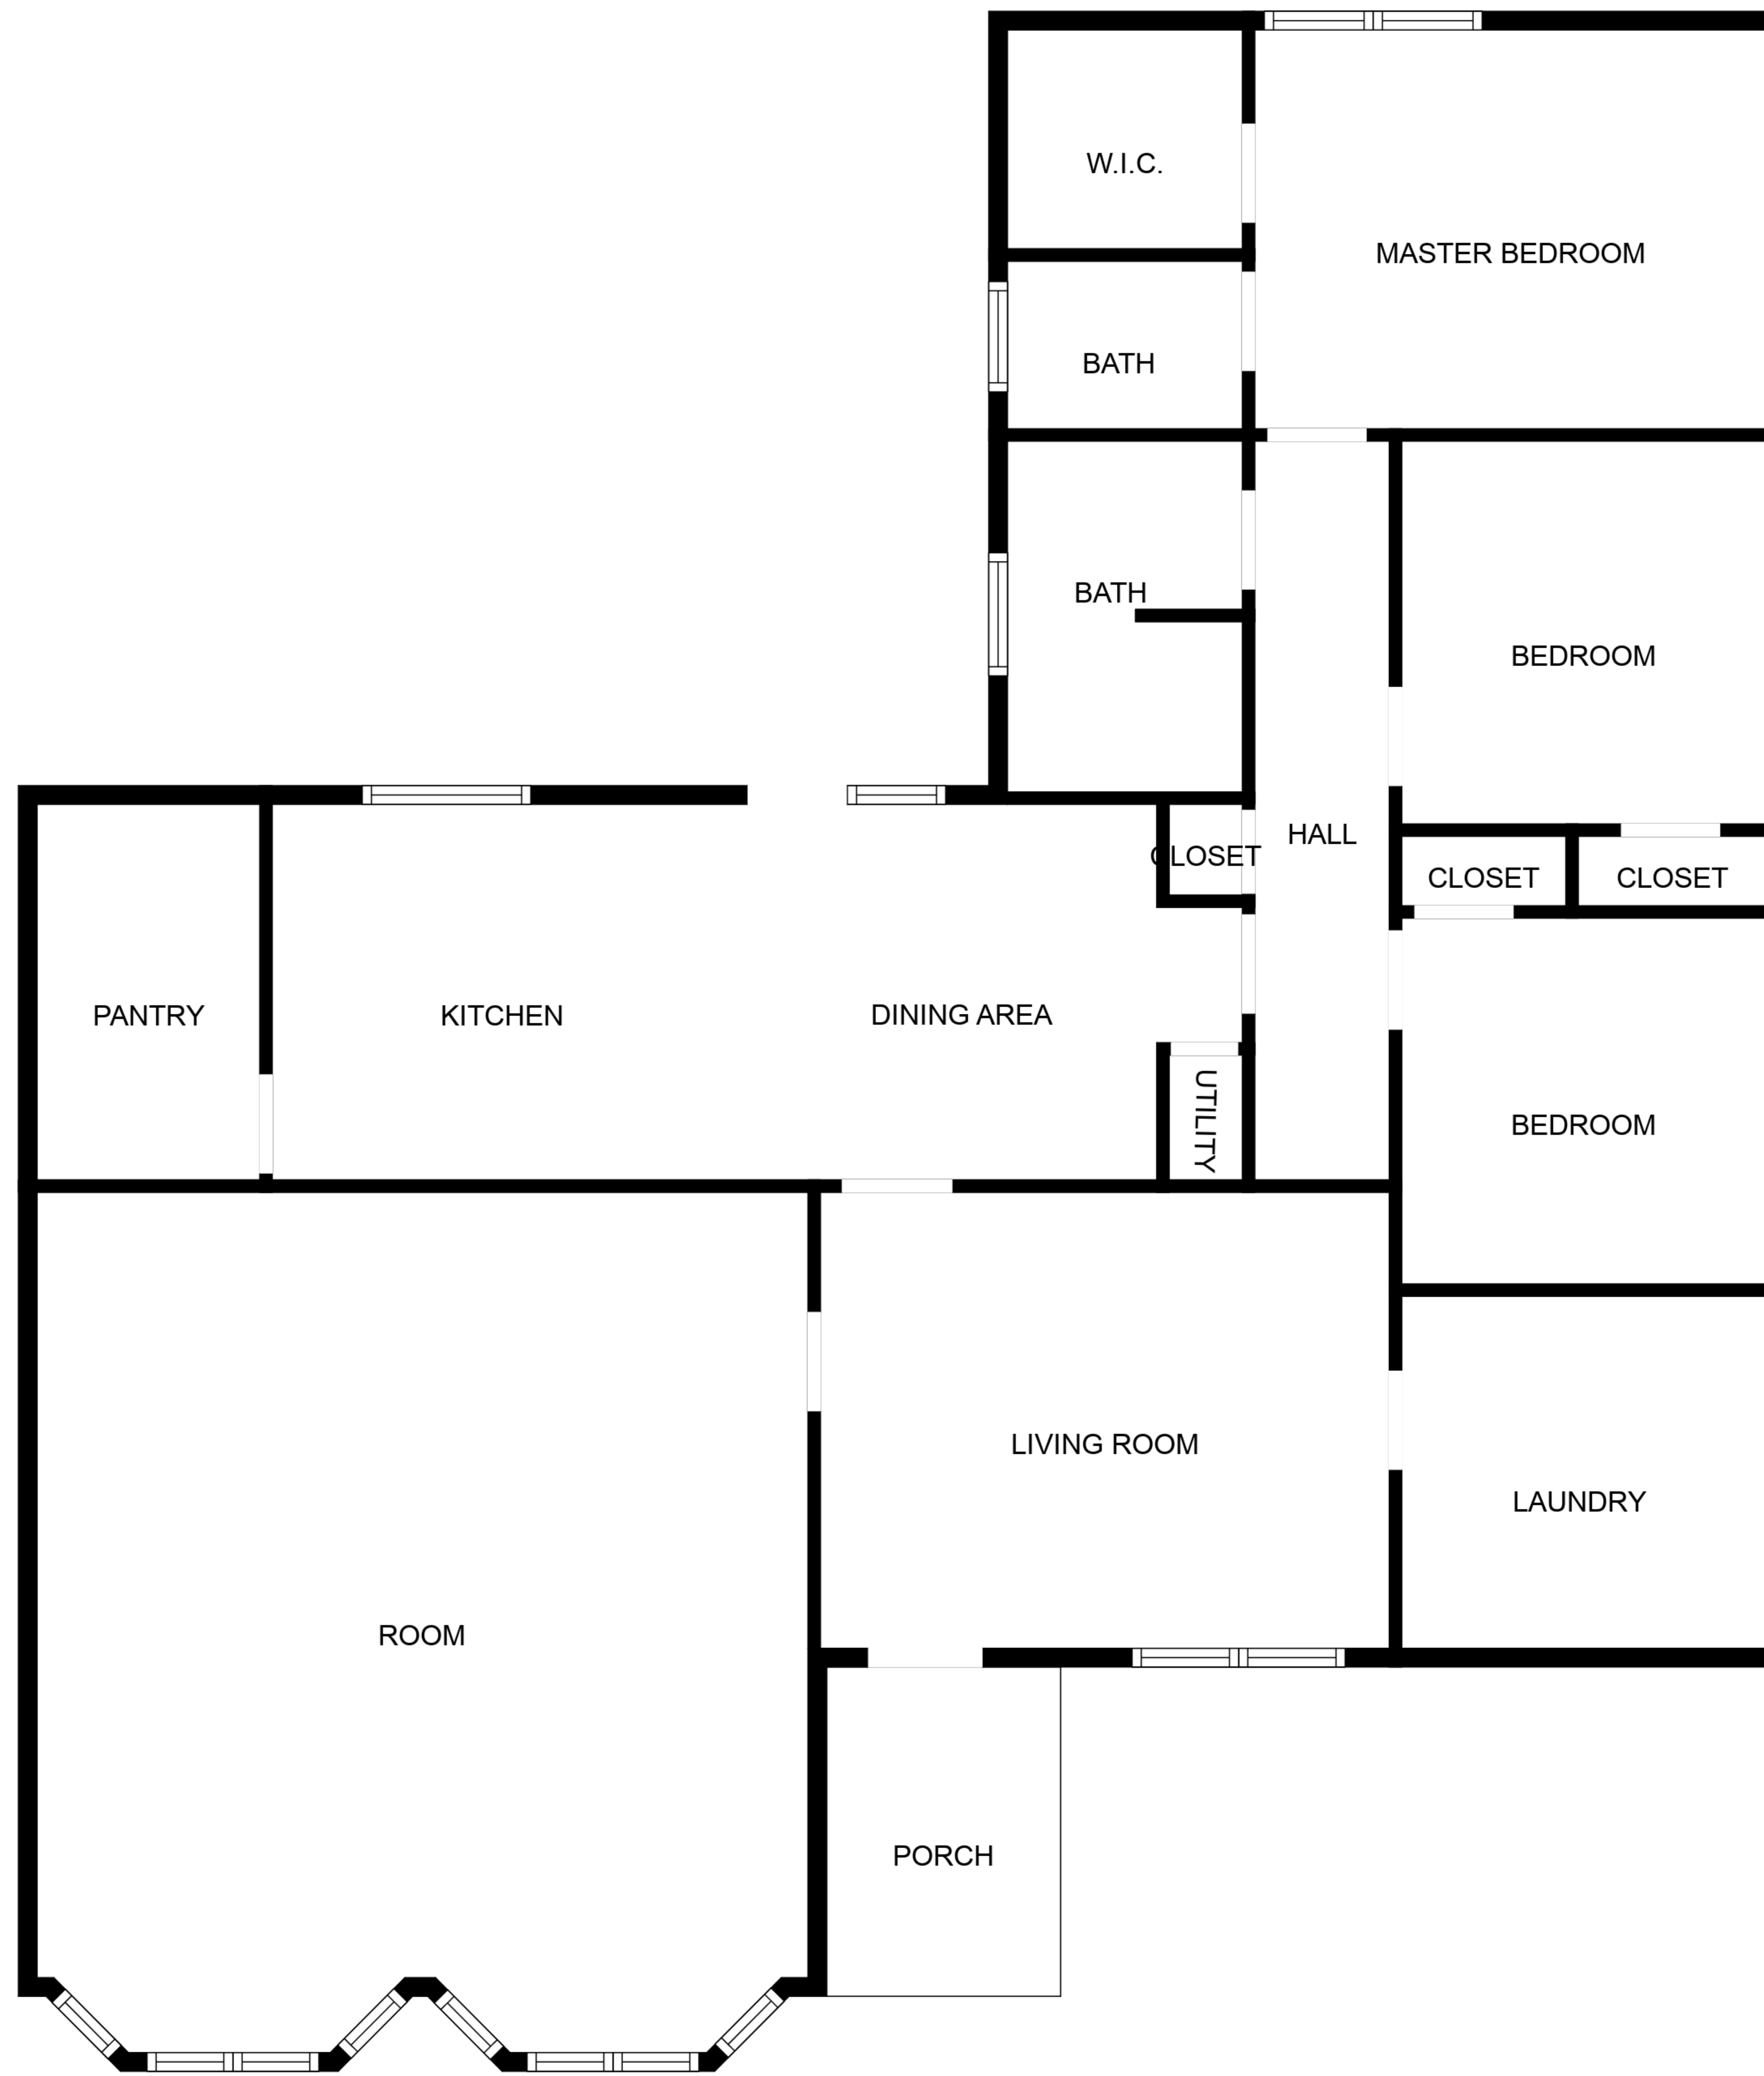 W.I.C.
MASTER BEDROOM
BATH
BATH
BEDROOM
HALL
CLOSET
CLOSET
CLOSET
PANTRY
KITCHEN
DINING AREA
UTILITY
BEDROOM
LIVING ROOM
LAUNDRY
ROOM
PORCH